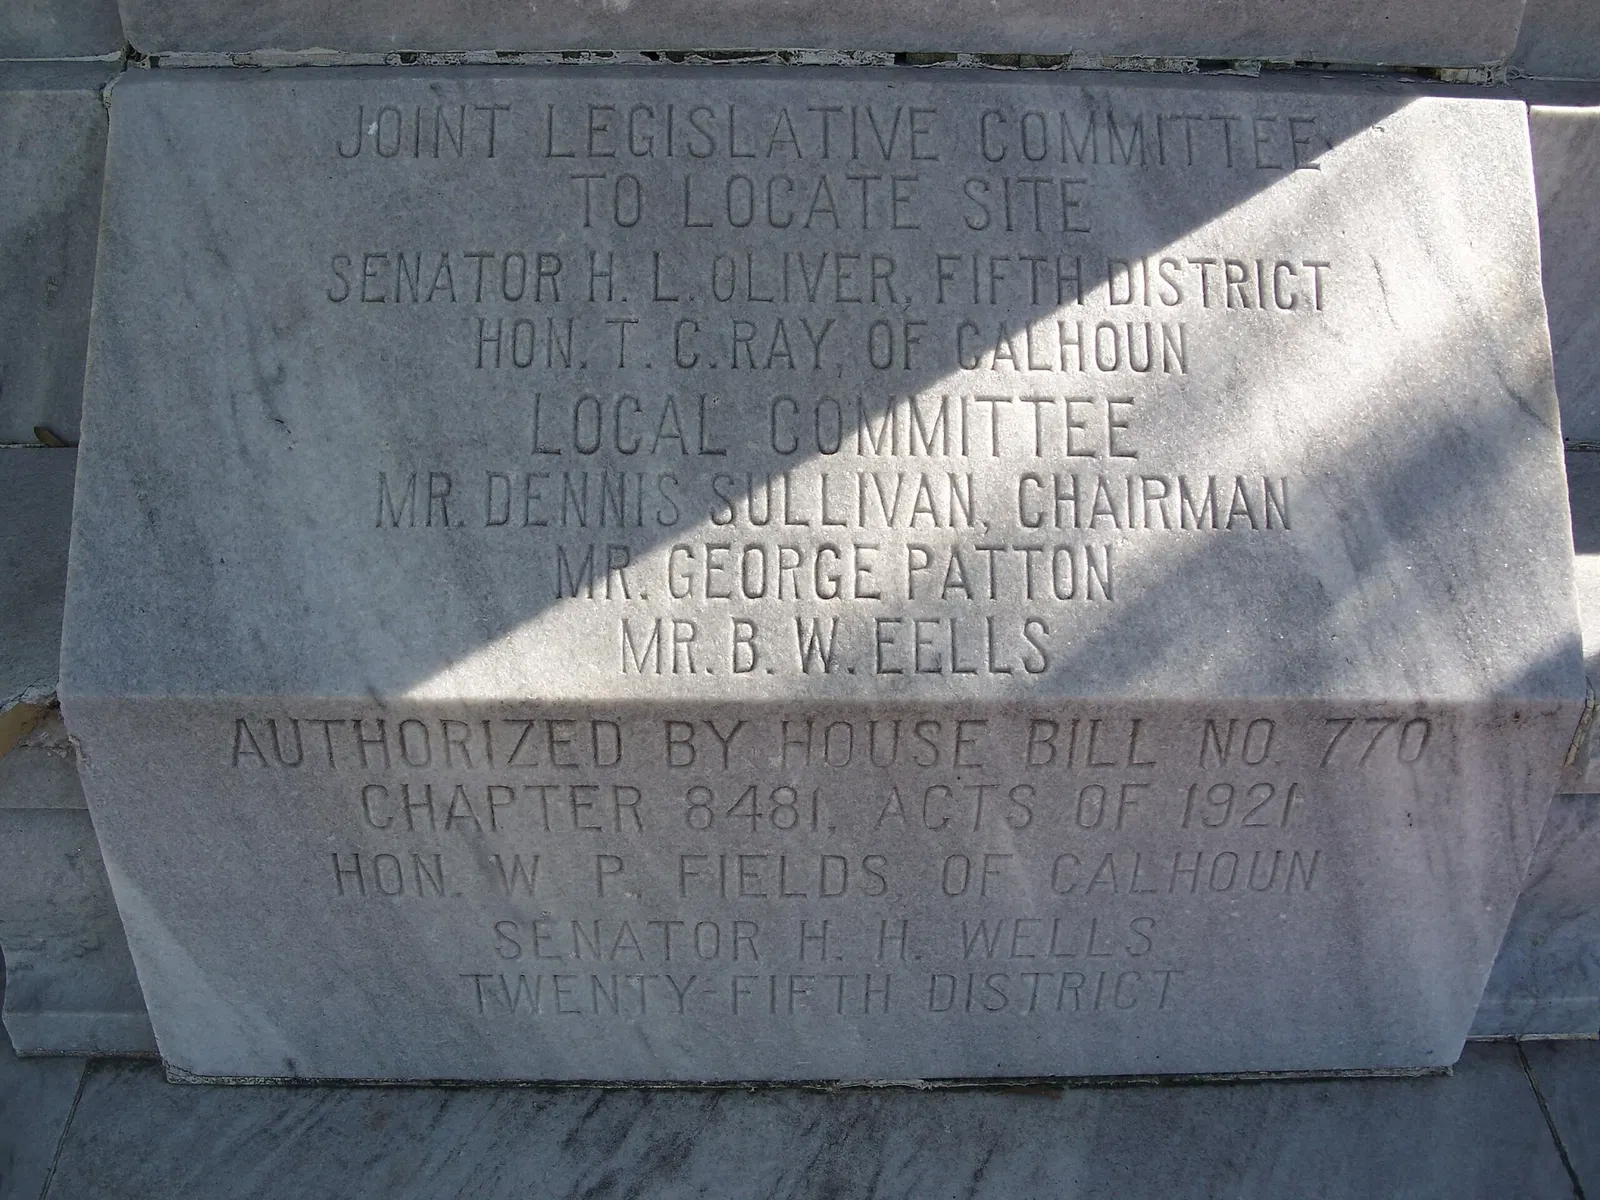 JOINT LEGISLATIVE COMMITTEE
TO LOCATE SITE
SENATOR H. L. OLIVER, FIFTH DISTRICT
HON. T. C. RAY, OF CALHOUN
LOCAL COMMITTEE
MR. DENNIS SULLIVAN, CHAIRMAN
MR. GEORGE PATTON
MR. B. W. EELLS
AUTHORIZED BY HOUSE BILL NO. 770
CHAPTER 8481, ACTS OF 1921
HON. W. P. FIELDS, OF CALHOUN
SENATOR H. H. WELLS
TWENTY-FIFTH DISTRICT